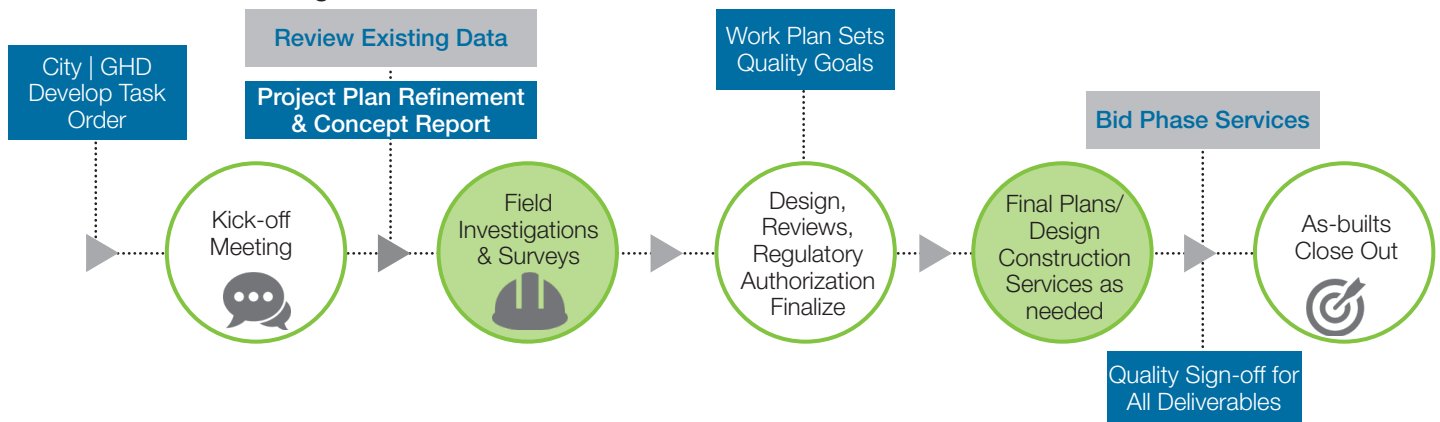 City | GHD
Develop Task
Order
Review Existing Data
Project Plan Refinement
& Concept Report
Work Plan Sets
Quality Goals
Bid Phase Services
Kick-off
Meeting
Field
Investigations
& Surveys
Design,
Reviews,
Regulatory
Authorization
Finalize
Final Plans/
Design
Construction
Services as
needed
As-builts
Close Out
Quality Sign-off for
All Deliverables